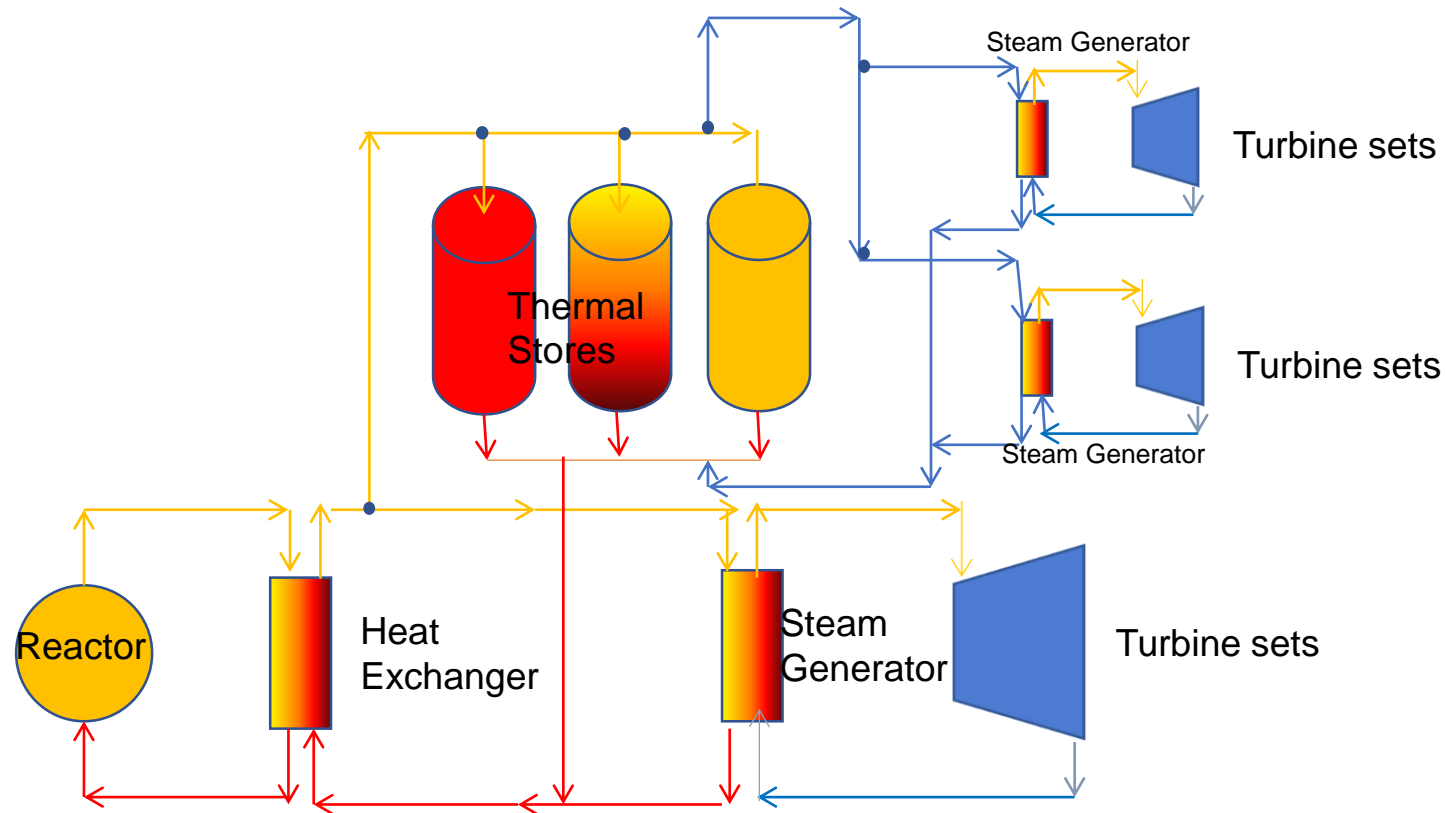 Steam Generator
Turbine sets
Thermal
Stores
Turbine sets
Steam Generator
Reactor
Heat
Exchanger
Steam
Generator
Turbine sets